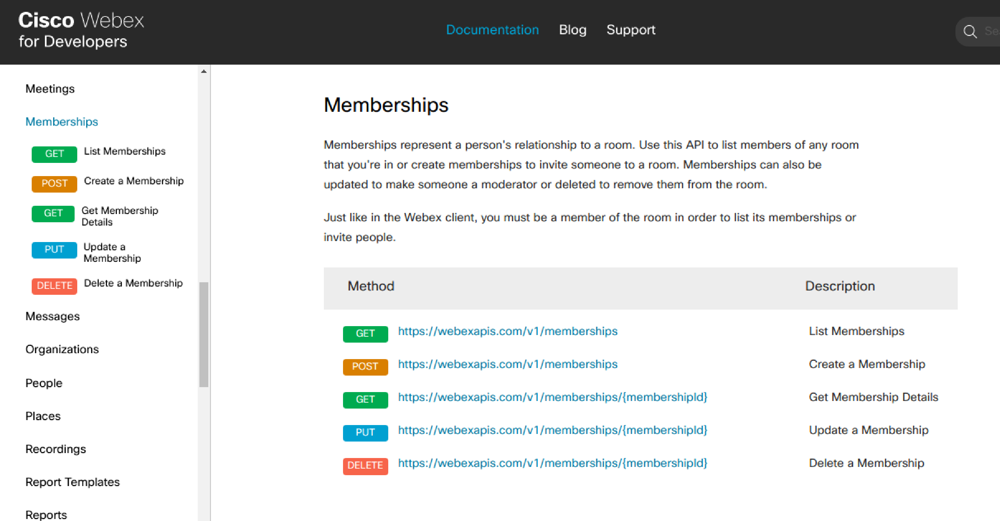 Cisco Webex
for Developers
Documentation Blog Support
Meetings
Memberships
GET List Memberships
POST Create a Membership
GET Get Membership
Details
PUT Update a
Membership
DELETE Delete a Membership
Messages
Organizations
People
Places
Recordings
Report Templates
Reports
Memberships
Memberships represent a person's relationship to a room. Use this API to list members of any room
that you're in or create memberships to invite someone to a room. Memberships can also be
updated to make someone a moderator or deleted to remove them from the room.
Just like in the Webex client, you must be a member of the room in order to list its memberships or
invite people.
Method Description
GET https://webexapis.com/v1/memberships List Memberships
POST https://webexapis.com/v1/memberships Create a Membership
GET https://webexapis.com/v1/memberships/{membershipId} Get Membership Details
PUT https://webexapis.com/v1/memberships/{membershipId} Update a Membership
DELETE https://webexapis.com/v1/memberships/{membershipId} Delete a Membership